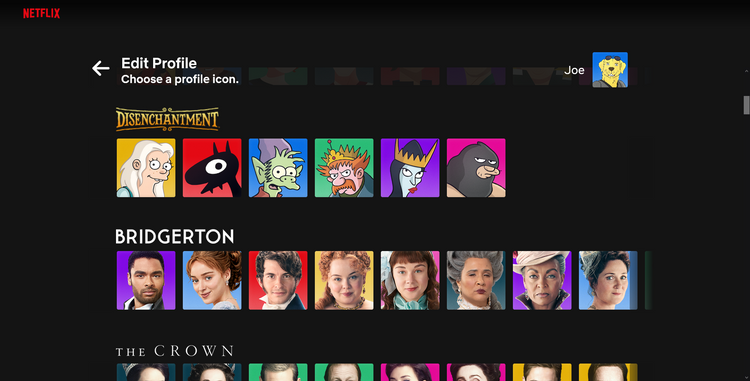 NETFLIX
Edit Profile
Choose a profile icon.
Joe
DISENCHANTMENT
BRIDGERTON
THE CROWN